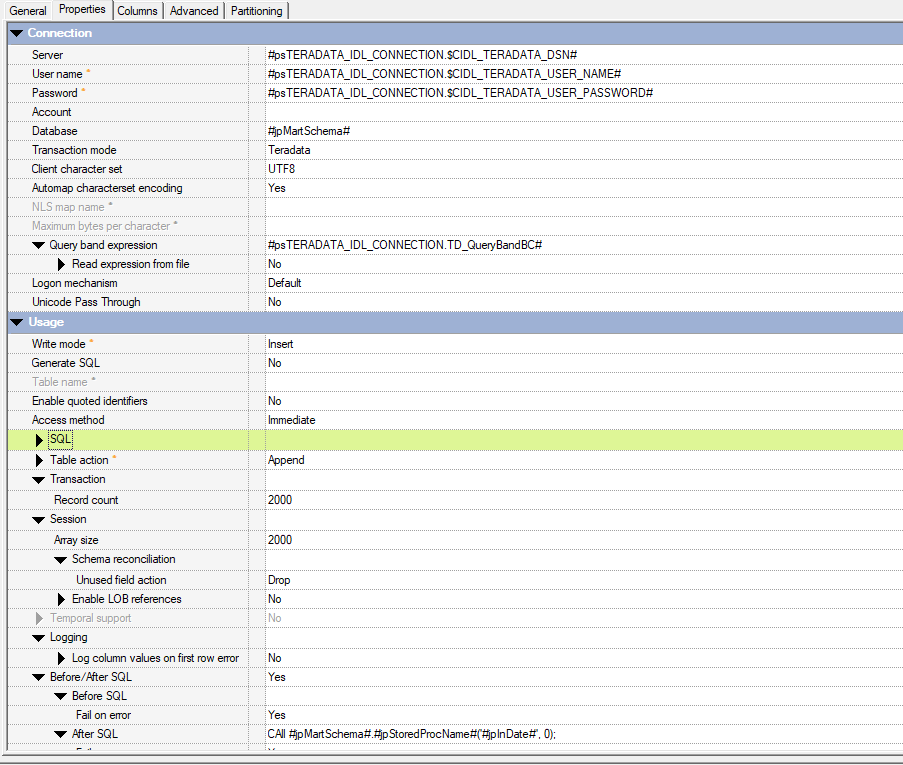 General Properties Columns Advanced Partitioning
Connection
Server #psTERADATA_IDL_CONNECTION.$CIDL_TERADATA_DSN#
User name * #psTERADATA_IDL_CONNECTION.$CIDL_TERADATA_USER_NAME#
Password * #psTERADATA_IDL_CONNECTION.$CIDL_TERADATA_USER_PASSWORD#
Account
Database #jpMartSchema#
Transaction mode Teradata
Client character set UTF8
Automap characterset encoding Yes
NLS map name *
Maximum bytes per character *
Query band expression #psTERADATA_IDL_CONNECTION.TD_QueryBandBC#
Read expression from file No
Logon mechanism Default
Unicode Pass Through No
Usage
Write mode * Insert
Generate SQL No
Table name *
Enable quoted identifiers No
Access method Immediate
SQL
Table action * Append
Transaction
Record count 2000
Session
Array size 2000
Schema reconciliation
Unused field action Drop
Enable LOB references No
Temporal support No
Logging
Log column values on first row error No
Before/After SQL Yes
Before SQL
Fail on error Yes
After SQL CAll #jpMartSchema#.#jpStoredProcName#('#jpInDate#', 0);